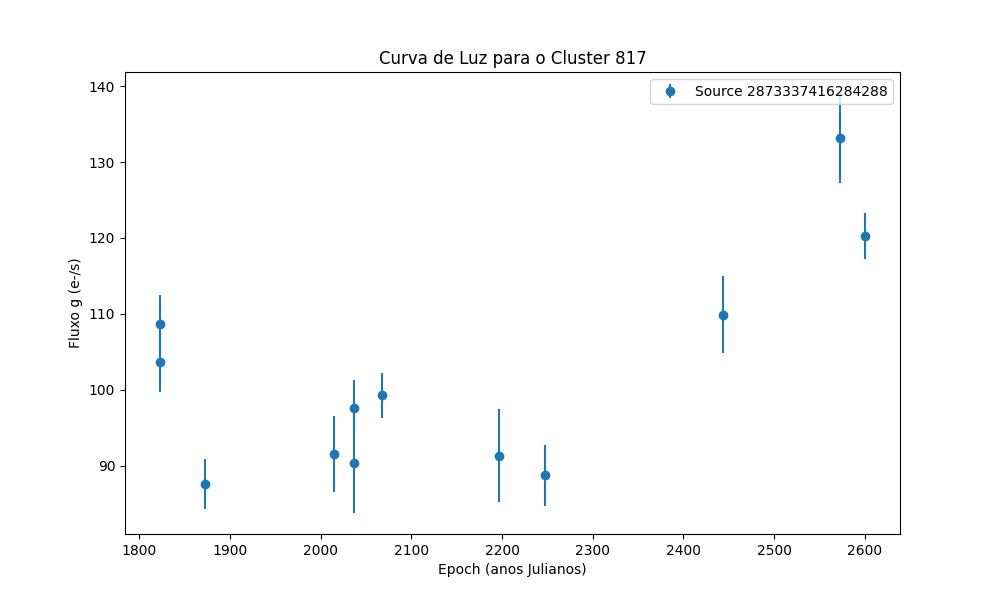 Curva de Luz para o Cluster 817
Source 2873337416284288
140
130
120
110
100
90
Fluxo g (e-/s)
1800 1900 2000 2100 2200 2300 2400 2500 2600
Epoch (anos Julianos)